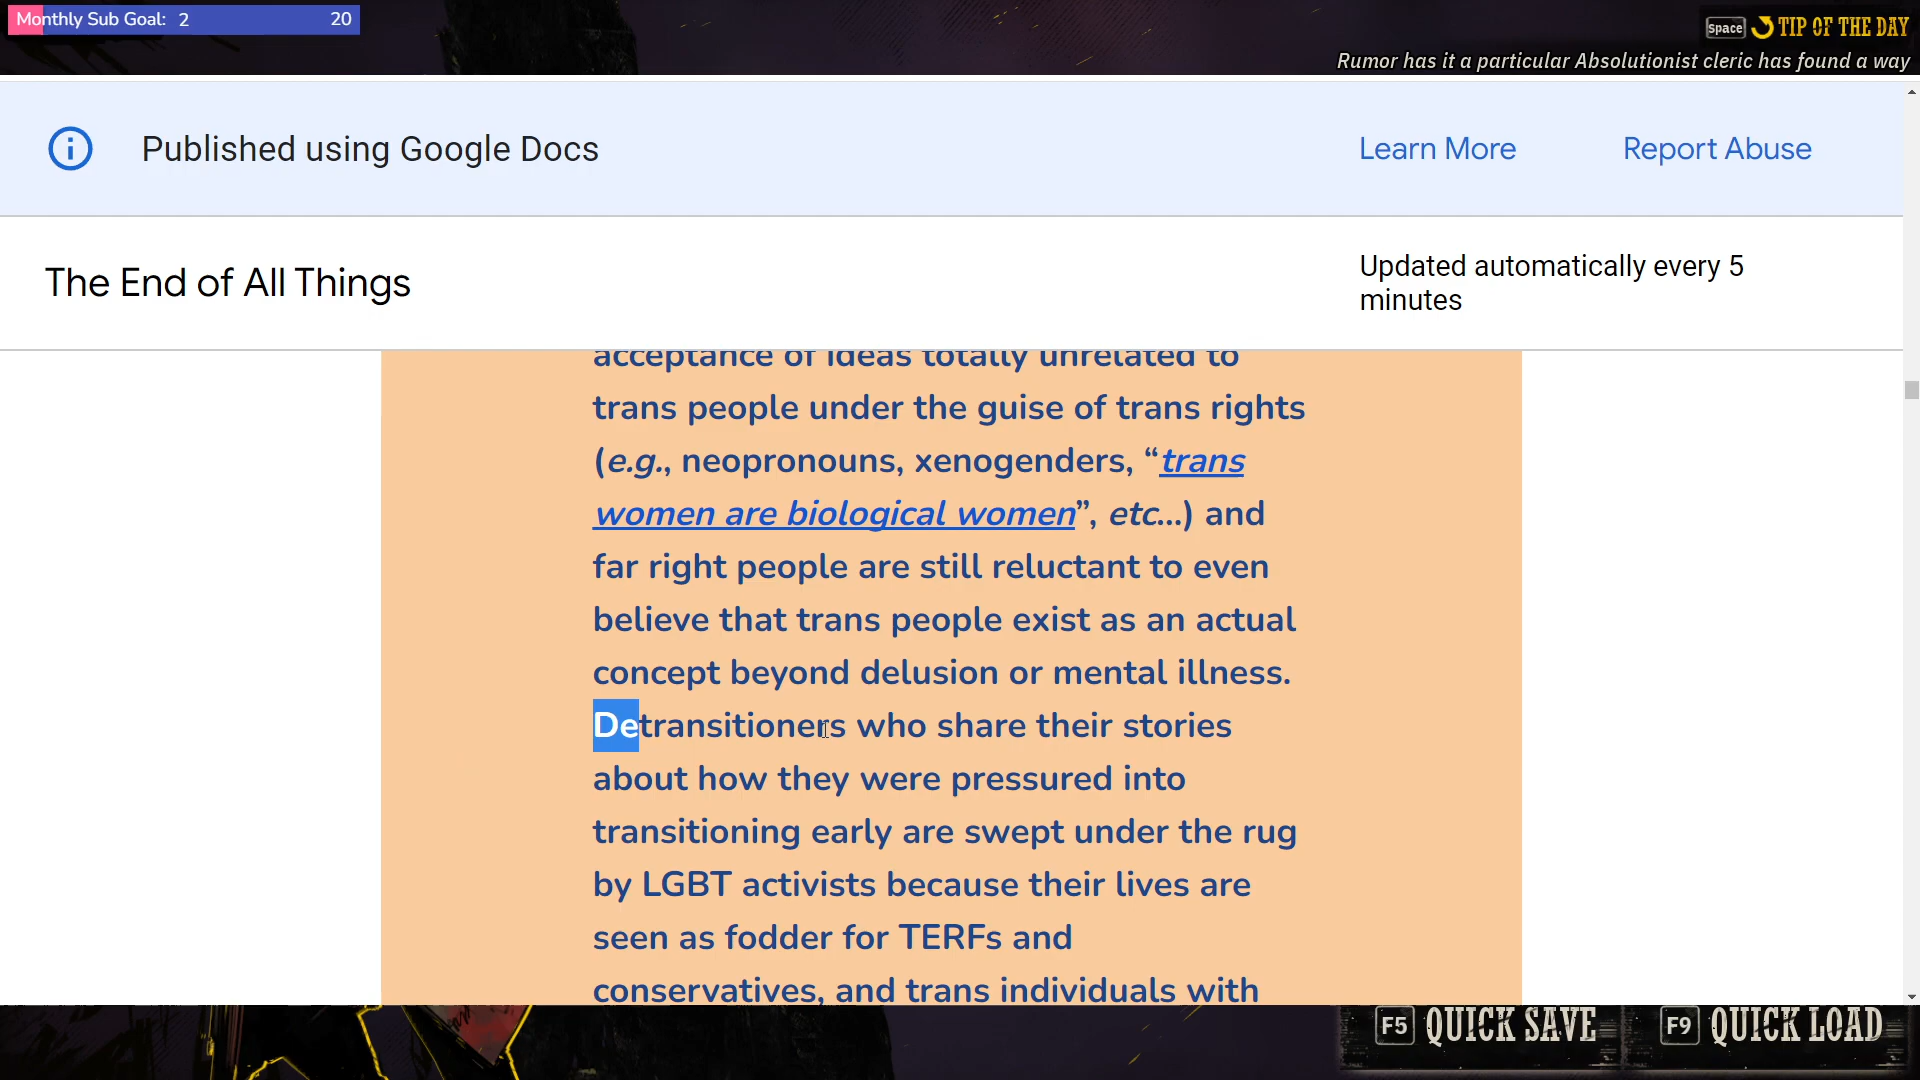 Monthly Sub Goal: 2 20
Space TIP OF THE DAY
Rumor has it a particular Absolutionist cleric has found a way
Published using Google Docs
Learn More
Report Abuse
The End of All Things
Updated automatically every 5
minutes
acceptance of ideas totally unrelated to
trans people under the guise of trans rights
(e.g., neopronouns, xenogenders, “trans
women are biological women”, etc…) and
far right people are still reluctant to even
believe that trans people exist as an actual
concept beyond delusion or mental illness.
Detransitioners who share their stories
about how they were pressured into
transitioning early are swept under the rug
by LGBT activists because their lives are
seen as fodder for TERFs and
conservatives, and trans individuals with
F5 QUICK SAVE
F9 QUICK LOAD